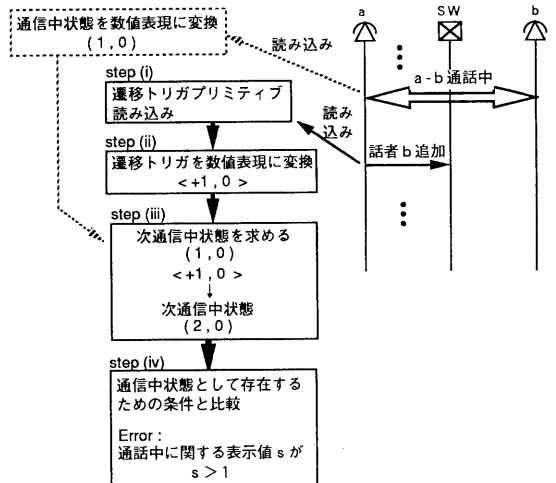 通信中状態を数値表現に変換
(1,0)
読み込み
step (i)
遷移トリガプリミティブ
読み込み
step (ii)
遷移トリガを数値表現に変換
< +1, 0 >
step (iii)
次通信中状態を求める
(1,0)
< +1, 0 >
↓
次通信中状態
(2,0)
step (iv)
通信中状態として存在する
ための条件と比較
Error :
通話中に関する表示値 s が
s > 1
a
SW
b
a - b 通話中
読み
込み
話者 b 追加